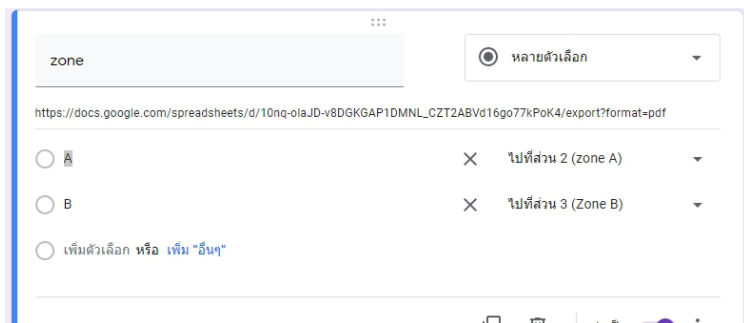 zone
หลายตัวเลือก
https://docs.google.com/spreadsheets/d/10nq-olaJD-v8DGKGAP1DMNL_CZT2ABVd16go77kPoK4/export?format=pdf
A ไปที่ส่วน 2 (zone A)
B ไปที่ส่วน 3 (Zone B)
เพิ่มตัวเลือก หรือ เพิ่ม "อื่นๆ"